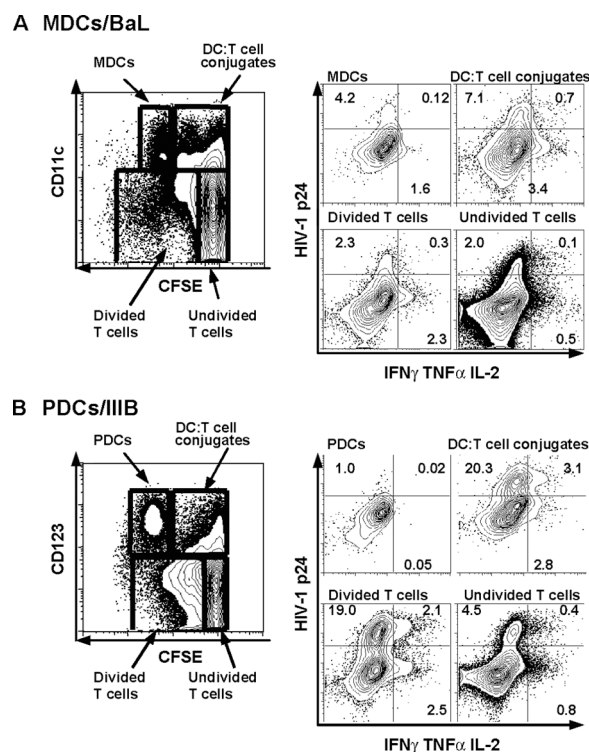 A MDCs/BaL
MDCs
DC:T cell
conjugates
CD11c
CFSE
Divided
T cells
Undivided
T cells
MDCs
DC:T cell conjugates
4.2
0.12
7.1
0.7
1.6
3.4
Divided T cells
Undivided T cells
2.3
0.3
2.0
0.1
2.3
0.5
HIV-1 p24
IFNγ TNFα IL-2
B PDCs/IIIB
PDCs
DC:T cell
conjugates
CD123
CFSE
Divided
T cells
Undivided
T cells
PDCs
DC:T cell conjugates
1.0
0.02
20.3
3.1
0.05
2.8
Divided T cells
Undivided T cells
19.0
2.1
4.5
0.4
2.5
0.8
HIV-1 p24
IFNγ TNFα IL-2